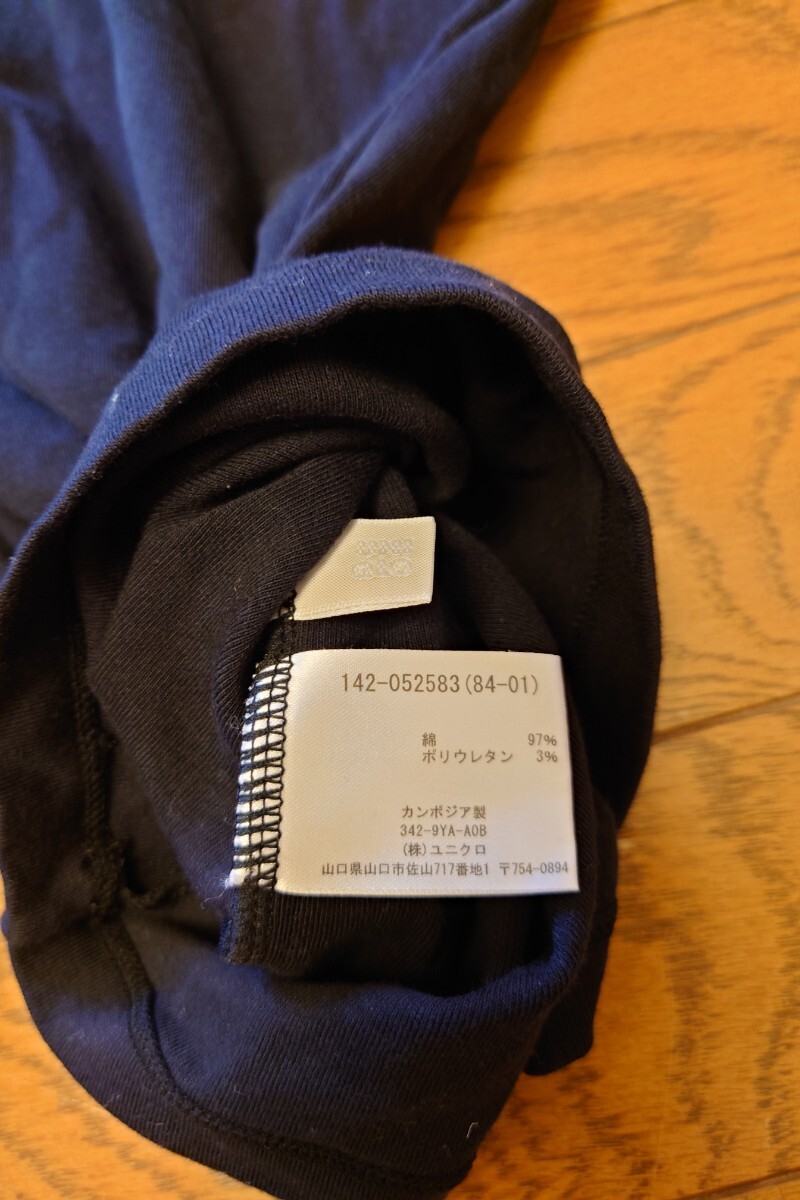 142-052583(84-01)
綿 97%
ポリウレタン 3%
カンボジア製
342-9YA-A0B
(株)ユニクロ
山口県山口市佐山717番地1 〒754-0894